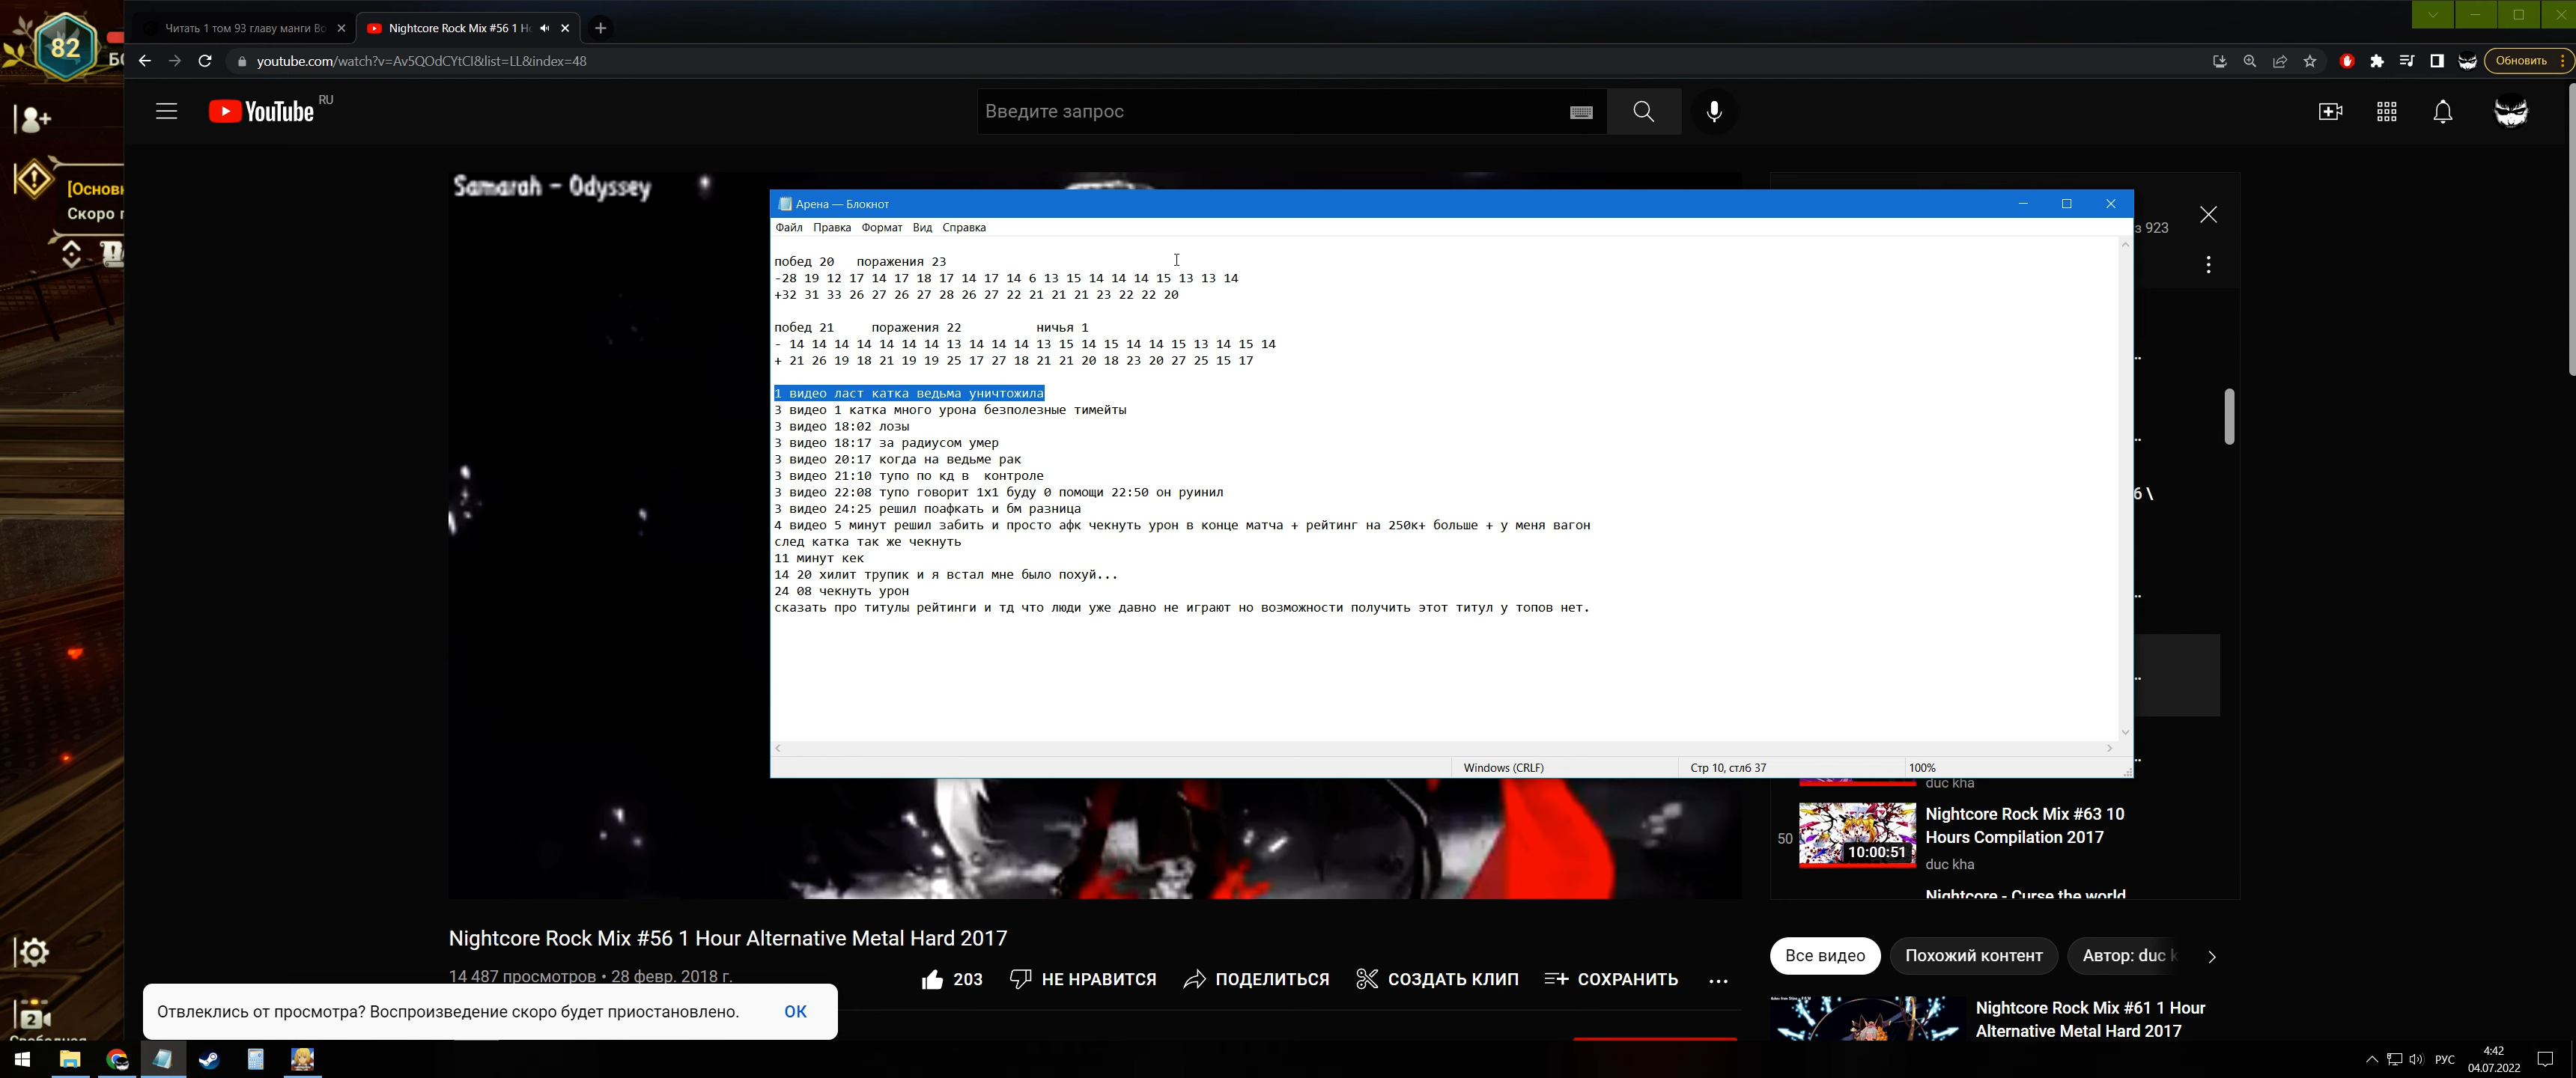 82
Читать 1 том 93 главу манги Во
Nightcore Rock Mix #56 1 H
youtube.com/watch?v=Av5QOdCYtCI&list=LL&index=48
Обновить
[Основн
Скоро г
YouTube RU
Введите запрос
Samarah - Odyssey
з 923
Арена — Блокнот
Файл Правка Формат Вид Справка
побед 20 поражения 23
-28 19 12 17 14 17 18 17 14 17 14 6 13 15 14 14 14 15 13 13 14
+32 31 33 26 27 26 27 28 26 27 22 21 21 21 23 22 22 20
побед 21 поражения 22 ничья 1
- 14 14 14 14 14 14 14 13 14 14 14 13 15 14 15 14 14 15 13 14 15 14
+ 21 26 19 18 21 19 19 25 17 27 18 21 21 20 18 23 20 27 25 15 17
1 видео ласт катка ведьма уничтожила
3 видео 1 катка много урона безполезные тимейты
3 видео 18:02 лозы
3 видео 18:17 за радиусом умер
3 видео 20:17 когда на ведьме рак
3 видео 21:10 тупо по кд в контроле
3 видео 22:08 тупо говорит 1х1 буду 0 помощи 22:50 он руинил
3 видео 24:25 решил поафкать и бм разница
4 видео 5 минут решил забить и просто афк чекнуть урон в конце матча + рейтинг на 250к+ больше + у меня вагон
след катка так же чекнуть
11 минут кек
14 20 хилит трупик и я встал мне было похуй...
24 08 чекнуть урон
сказать про титулы рейтинги и тд что люди уже давно не играют но возможности получить этот титул у топов нет.
Windows (CRLF) Стр 10, стлб 37 100%
6 \
duc kha
50
10:00:51
Nightcore Rock Mix #63 10
Hours Compilation 2017
duc kha
Nightcore - Curse the world
Nightcore Rock Mix #56 1 Hour Alternative Metal Hard 2017
14 487 просмотров • 28 февр. 2018 г.
203 НЕ НРАВИТСЯ ПОДЕЛИТЬСЯ СОЗДАТЬ КЛИП СОХРАНИТЬ
Все видео Похожий контент Автор: duc k
Nightcore Rock Mix #61 1 Hour
Alternative Metal Hard 2017
Отвлеклись от просмотра? Воспроизведение скоро будет приостановлено. ОК
2
РУС
4:42
04.07.2022